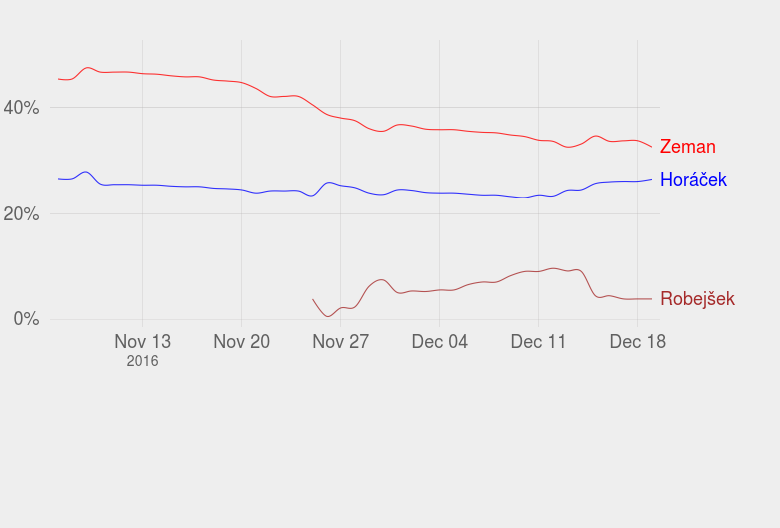 40%
Zeman
Horáček
20%
Robejšek
0%
Nov 13 Nov 20 Nov 27 Dec 04 Dec 11 Dec 18
2016